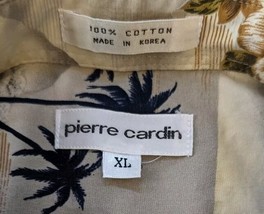 100% COTTON
MADE IN KOREA
pierre cardin
XL